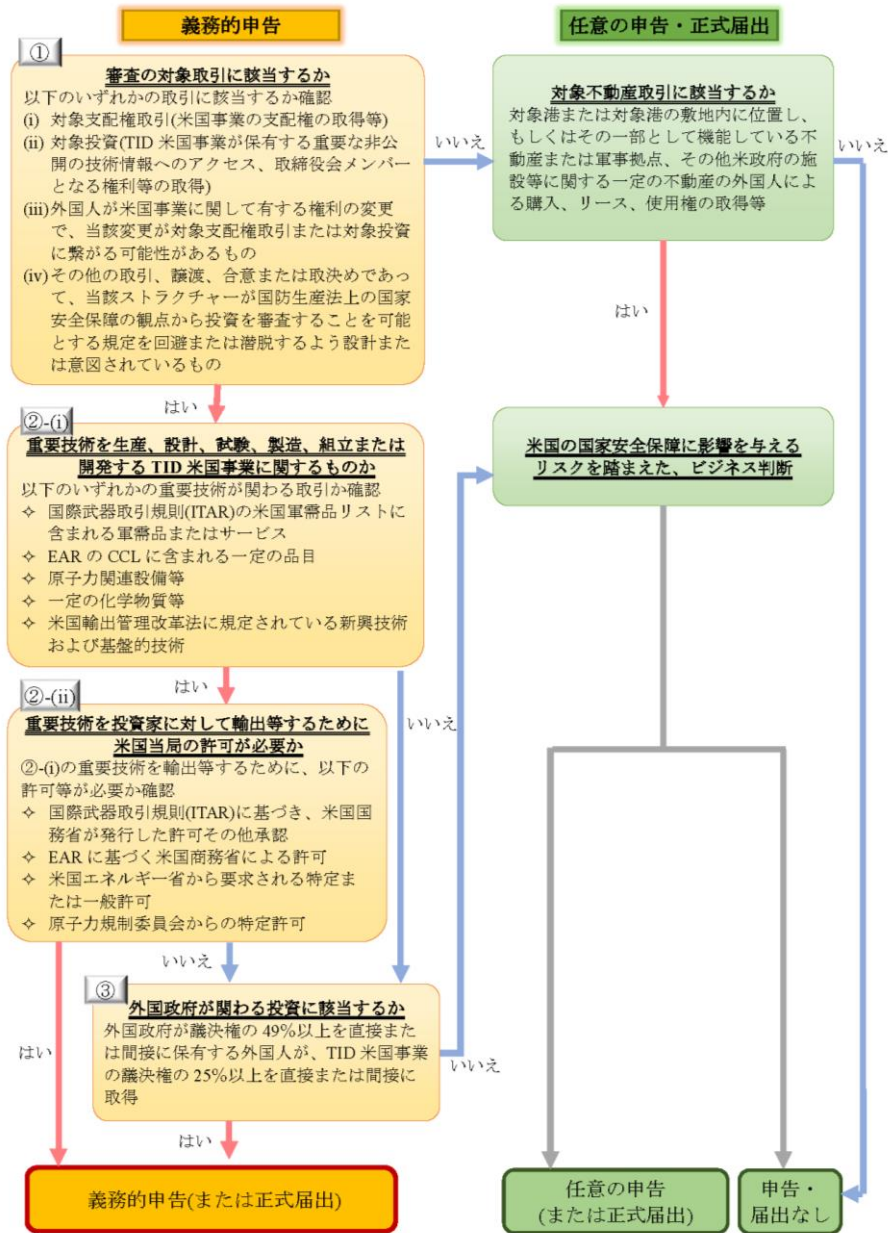 義務的申告
任意の申告・正式届出
①
審査の対象取引に該当するか
以下のいずれかの取引に該当するか確認
(i) 対象支配権取引(米国事業の支配権の取得等)
(ii) 対象投資(TID 米国事業が保有する重要な非公
開の技術情報へのアクセス、取締役会メンバー
となる権利等の取得)
(iii)外国人が米国事業に関して有する権利の変更
で、当該変更が対象支配権取引または対象投資
に繋がる可能性があるもの
(iv)その他の取引、譲渡、合意または取決めであっ
て、当該ストラクチャーが国防生産法上の国家
安全保障の観点から投資を審査することを可能
とする規定を回避または潜脱するよう設計また
は意図されているもの
いいえ
対象不動産取引に該当するか
対象港または対象港の敷地内に位置し、
もしくはその一部として機能している不
動産または軍事拠点、その他米政府の施
設等に関する一定の不動産の外国人によ
る購入、リース、使用権の取得等
いいえ
はい
はい
②-(i)
重要技術を生産、設計、試験、製造、組立または
開発する TID 米国事業に関するものか
以下のいずれかの重要技術が関わる取引か確認
✧ 国際武器取引規則(ITAR)の米国軍需品リストに
含まれる軍需品またはサービス
✧ EAR の CCL に含まれる一定の品目
✧ 原子力関連設備等
✧ 一定の化学物質等
✧ 米国輸出管理改革法に規定されている新興技術
および基盤的技術
米国の国家安全保障に影響を与える
リスクを踏まえた、ビジネス判断
はい
いいえ
②-(ii)
重要技術を投資家に対して輸出等するために
米国当局の許可が必要か
②-(i)の重要技術を輸出等するために、以下の
許可等が必要か確認
✧ 国際武器取引規則(ITAR)に基づき、米国国
務省が発行した許可その他承認
✧ EAR に基づく米国商務省による許可
✧ 米国エネルギー省から要求される特定ま
たは一般許可
✧ 原子力規制委員会からの特定許可
いいえ
はい
③
外国政府が関わる投資に該当するか
外国政府が議決権の 49%以上を直接また
は間接に保有する外国人が、TID 米国事業
の議決権の 25%以上を直接または間接に
取得
いいえ
はい
義務的申告(または正式届出)
任意の申告
(または正式届出)
申告・
届出なし